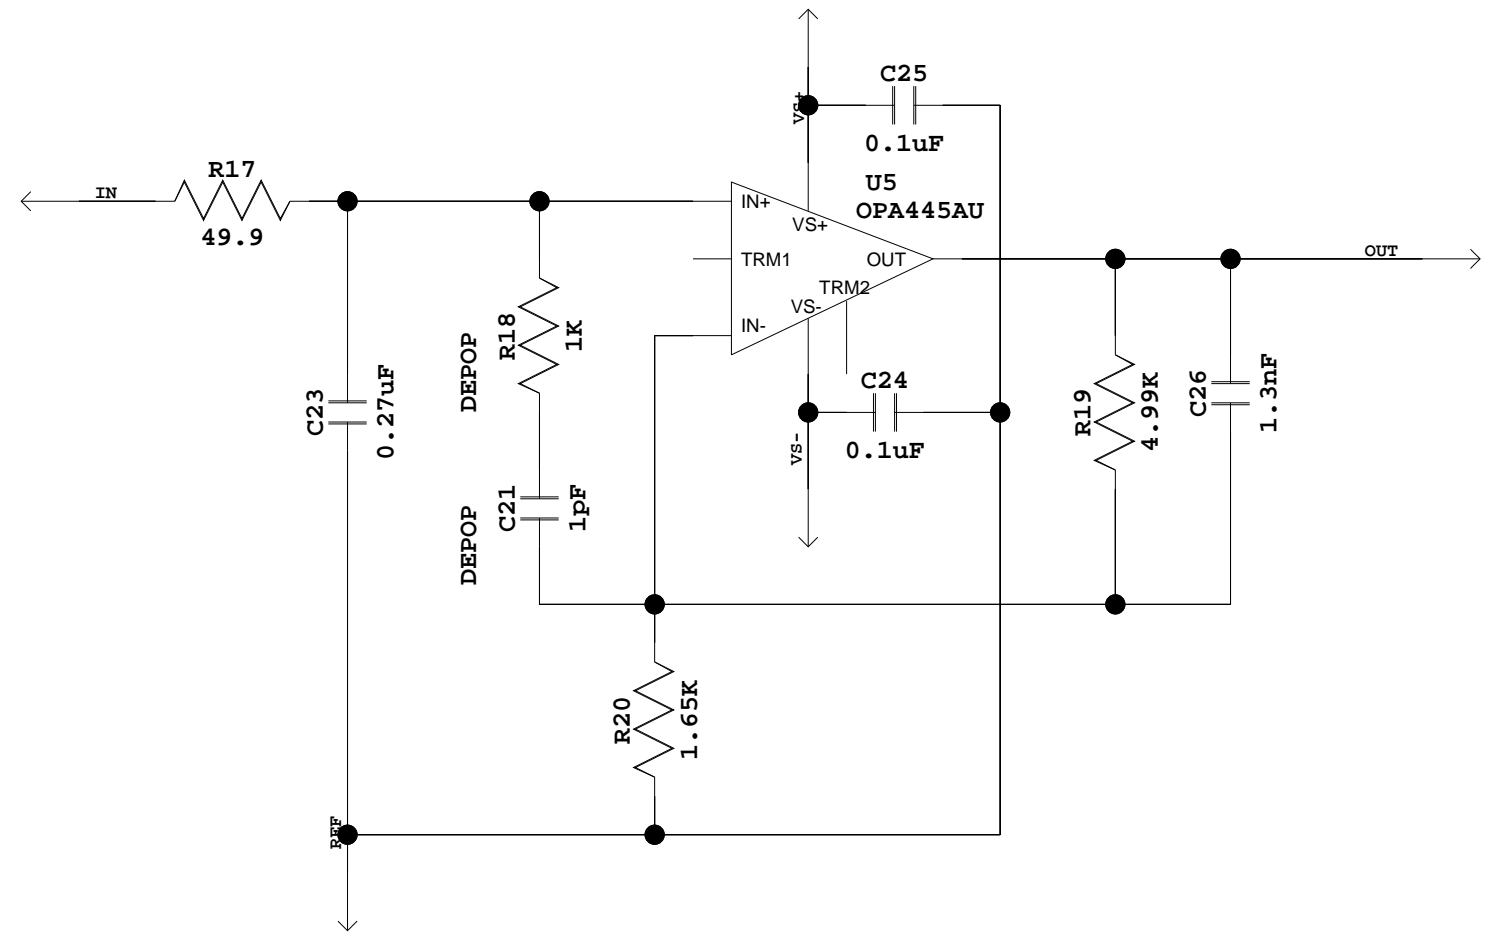 C25
VS+
0.1uF
R17
U5
IN
IN+
OPA445AU
VS+
49.9
TRM1
OUT
OUT
TRM2
VS-
IN-
R18
1K
DEPOP
C24
C23
0.27uF
R19
4.99K
C26
1.3nF
vs-
0.1uF
C21
1pF
DEPOP
R20
1.65K
REF